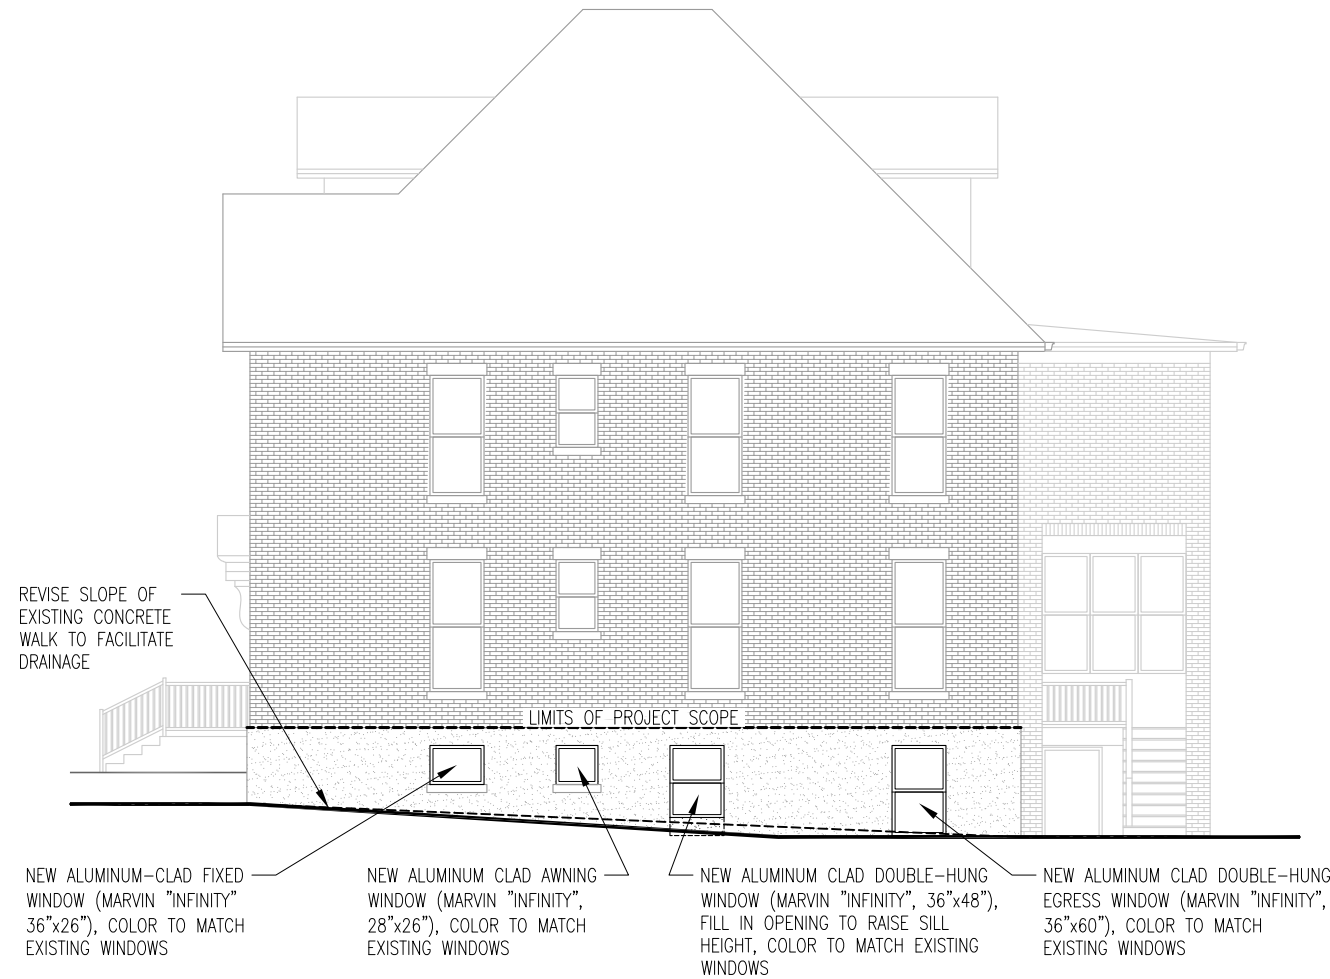 REVISE SLOPE OF
EXISTING CONCRETE
WALK TO FACILITATE
DRAINAGE
LIMITS OF PROJECT SCOPE
NEW ALUMINUM-CLAD FIXED
WINDOW (MARVIN "INFINITY"
36"x26"), COLOR TO MATCH
EXISTING WINDOWS
NEW ALUMINUM CLAD AWNING
WINDOW (MARVIN "INFINITY",
28"x26"), COLOR TO MATCH
EXISTING WINDOWS
NEW ALUMINUM CLAD DOUBLE-HUNG
WINDOW (MARVIN "INFINITY", 36"x48"),
FILL IN OPENING TO RAISE SILL
HEIGHT, COLOR TO MATCH EXISTING
WINDOWS
NEW ALUMINUM CLAD DOUBLE-HUNG
EGRESS WINDOW (MARVIN "INFINITY",
36"x60"), COLOR TO MATCH
EXISTING WINDOWS